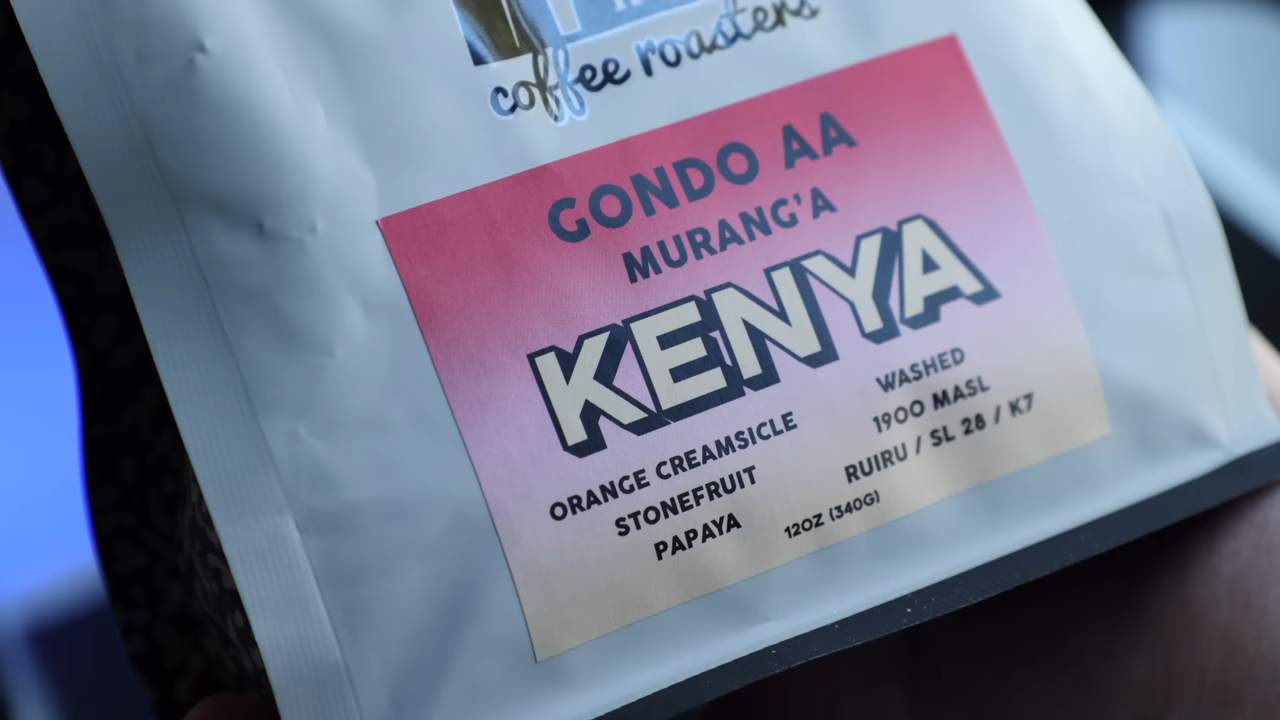 coffee roasters
GONDO AA
MURANG'A
KENYA
ORANGE CREAMSICLE
STONEFRUIT
PAPAYA
WASHED
1900 MASL
RUIRU / SL 28 / K7
12OZ (340G)